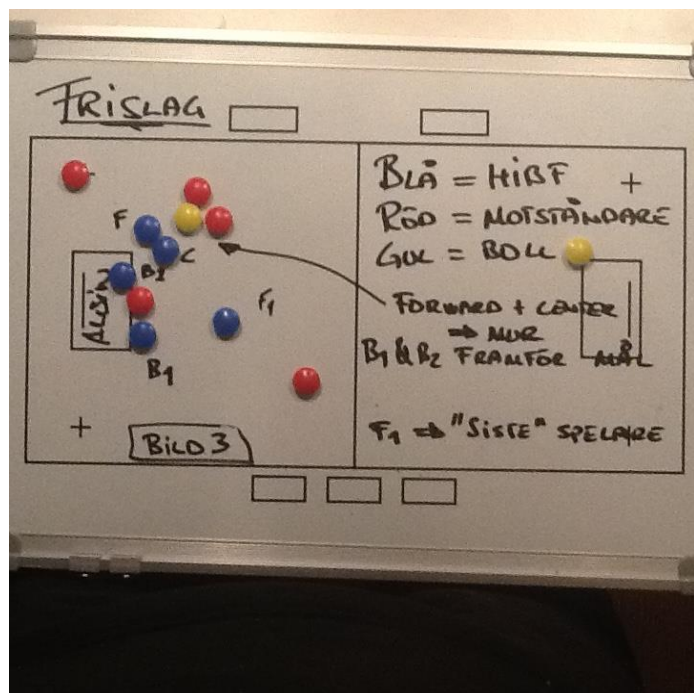 FRISLAG
BLÅ = HIBF
RÖD = MOTSTÅNDARE
GUL = BOLL
FORWARD + CENTER
⇒ MUR
B1 & B2 FRAMFÖR MÅL
F1 ⇒ "SISTE" SPELARE
F
C
B2
F1
B1
BILD 3